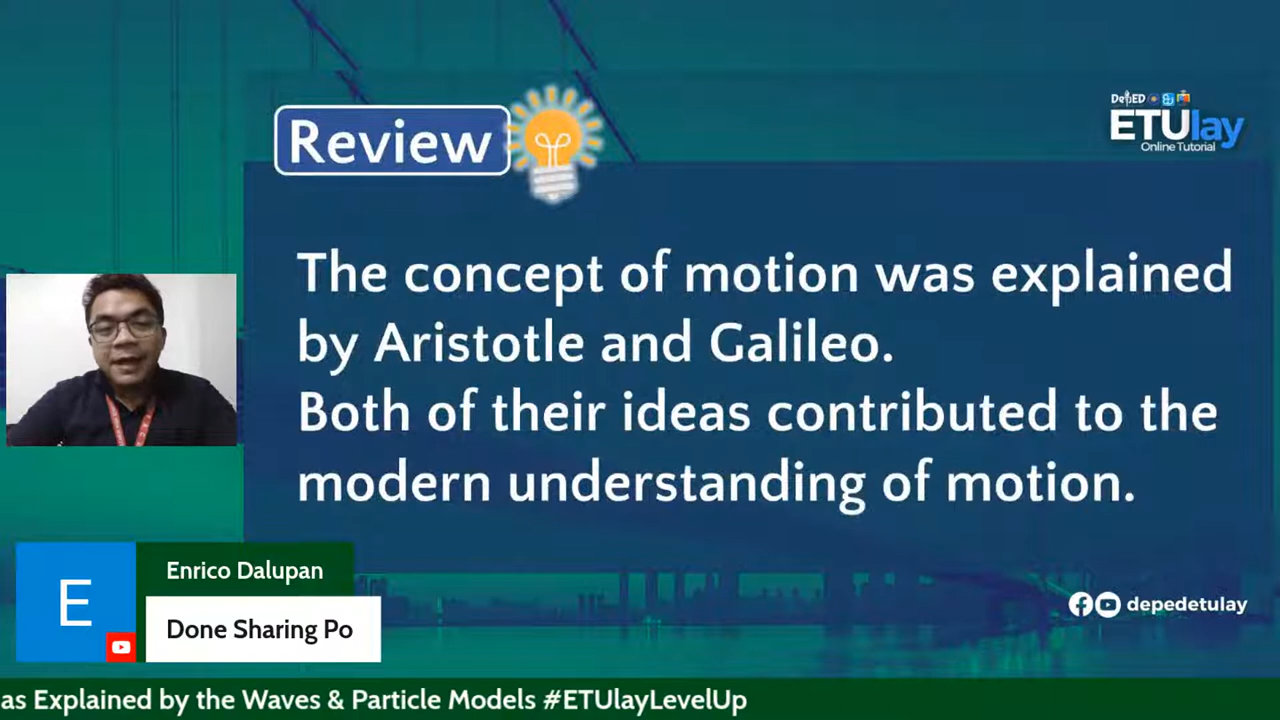 Review
DepED
ETUlay
Online Tutorial
The concept of motion was explained
by Aristotle and Galileo.
Both of their ideas contributed to the
modern understanding of motion.
E
Enrico Dalupan
Done Sharing Po
depedetulay
as Explained by the Waves & Particle Models #ETUlayLevelUp